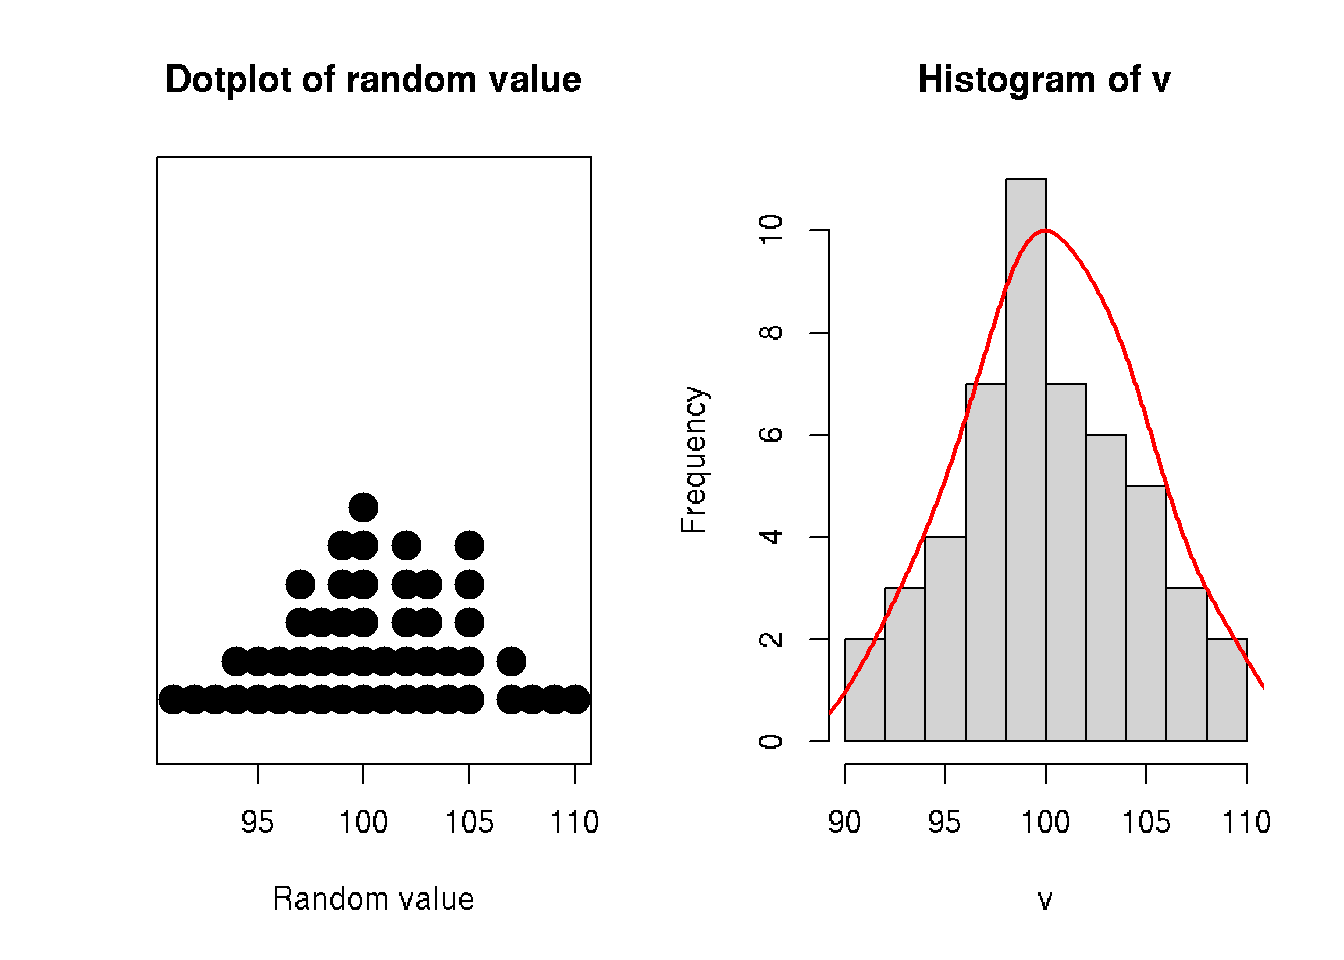 Dotplot of random value
95 100 105 110
Random value
Histogram of v
Frequency
0 2 4 6 8 10
90 95 100 105 110
v